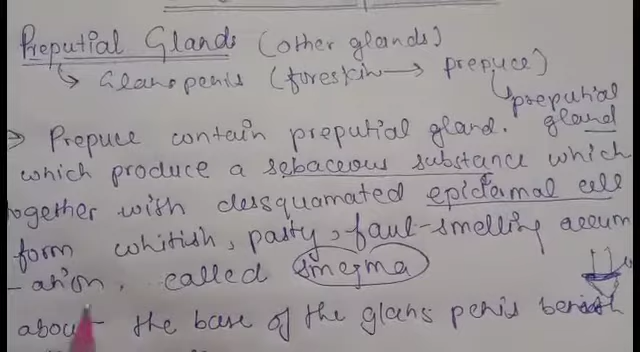 Preputial Glands (other glands)
↳ Glans penis (foreskin → prepuce)
↳ preputial gland
→ Prepuce contain preputial gland.
which produce a sebaceous substance which
together with desquamated epidermal cell
form whitish, pasty, faul-smelling accum
-ation, called smegma
about the base of the glans penis beneath